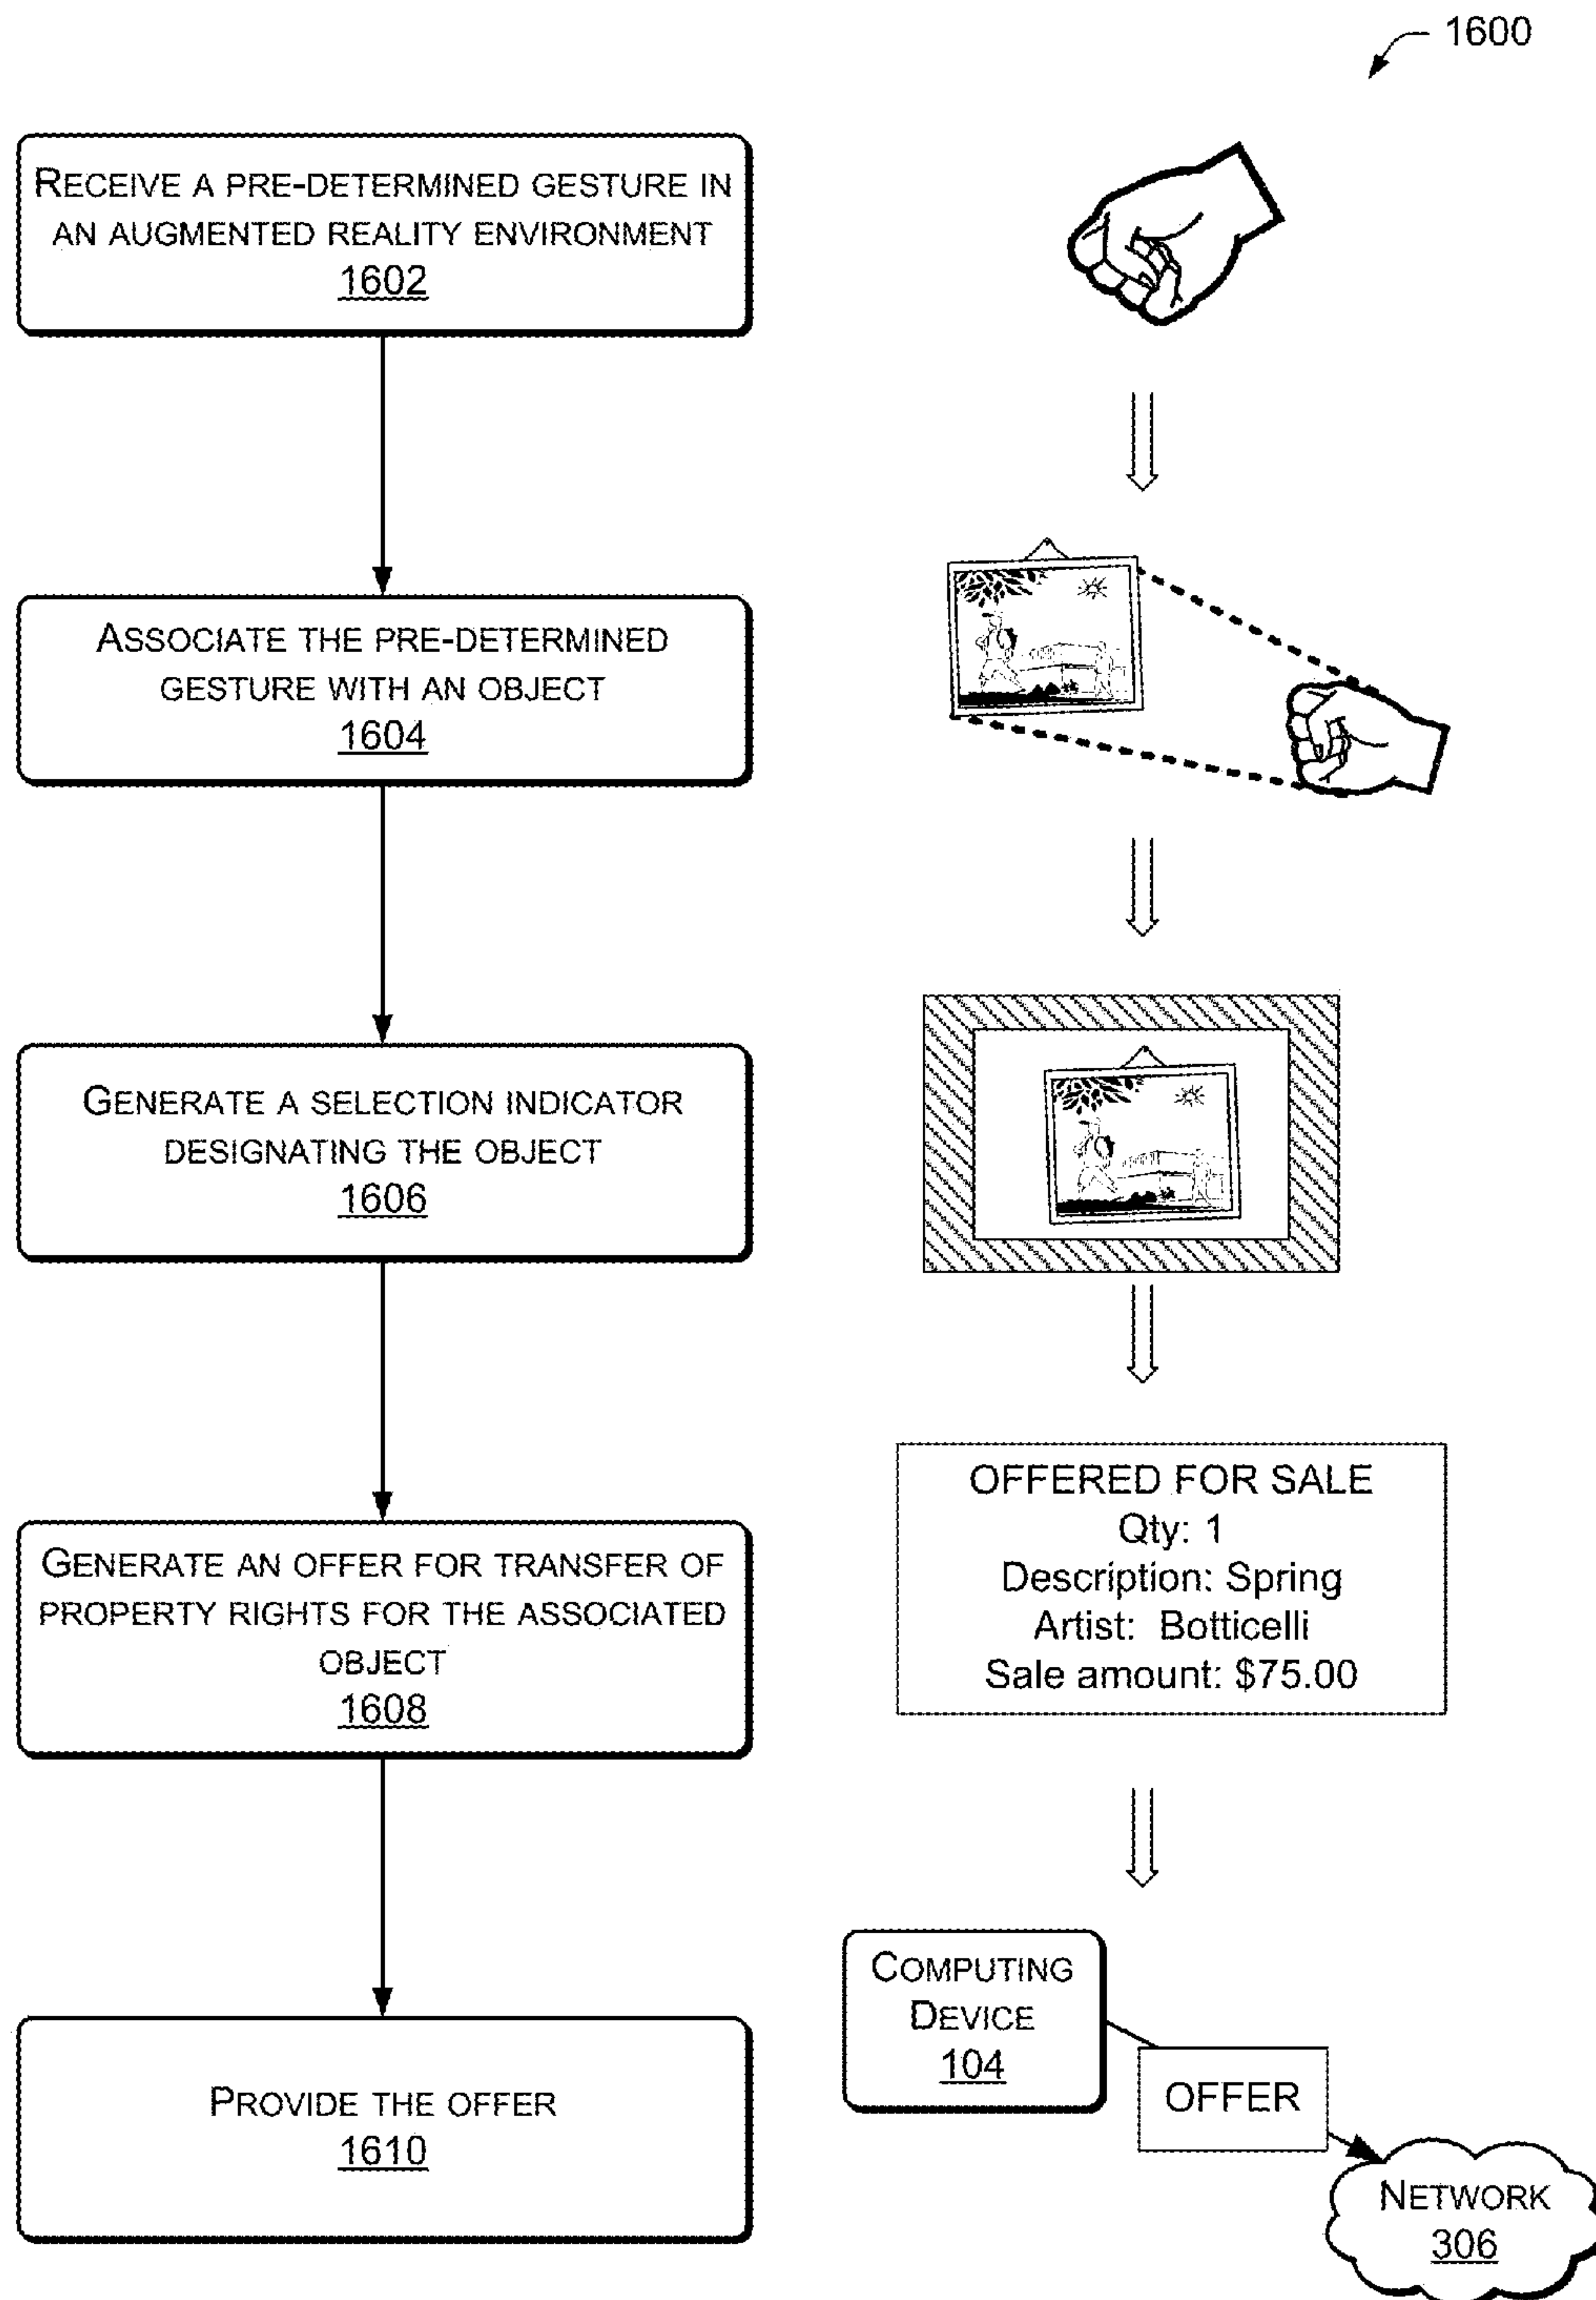 1600
RECEIVE A PRE-DETERMINED GESTURE IN
AN AUGMENTED REALITY ENVIRONMENT
1602
ASSOCIATE THE PRE-DETERMINED
GESTURE WITH AN OBJECT
1604
GENERATE A SELECTION INDICATOR
DESIGNATING THE OBJECT
1606
GENERATE AN OFFER FOR TRANSFER OF
PROPERTY RIGHTS FOR THE ASSOCIATED
OBJECT
1608
OFFERED FOR SALE
Qty: 1
Description: Spring
Artist: Botticelli
Sale amount: $75.00
PROVIDE THE OFFER
1610
COMPUTING
DEVICE
104
OFFER
NETWORK
306